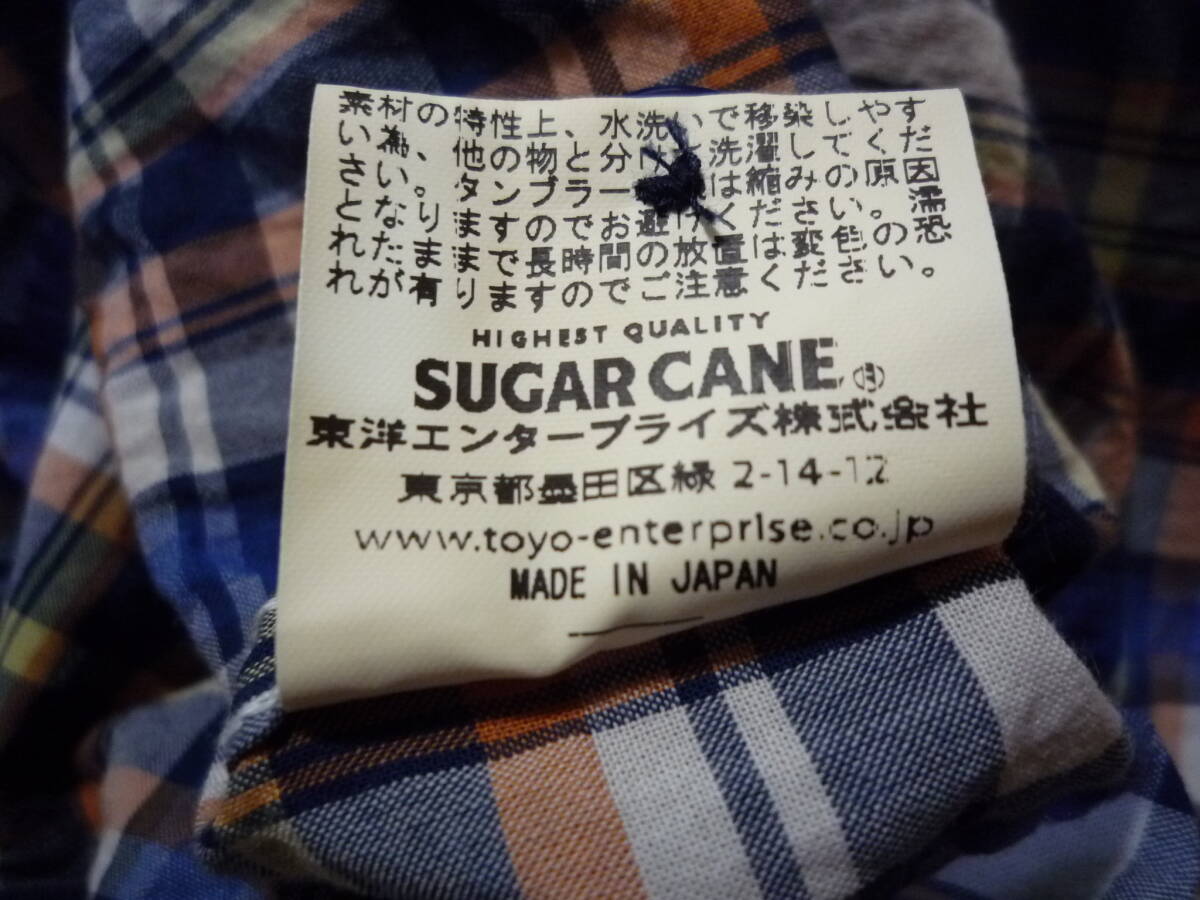 素材の特性上、水洗いで移染しやす
い為、他の物と分け 洗濯してくだ
さい。タンブラー は縮みの原因
となりますのでお避けください。濡
れたままで長時間の放置は変色の恐
れが有りますのでご注意ください。
HIGHEST QUALITY
SUGAR CANE
東洋エンタープライズ株式会社
東京都墨田区緑 2-14-12
www.toyo-enterprise.co.jp
MADE IN JAPAN